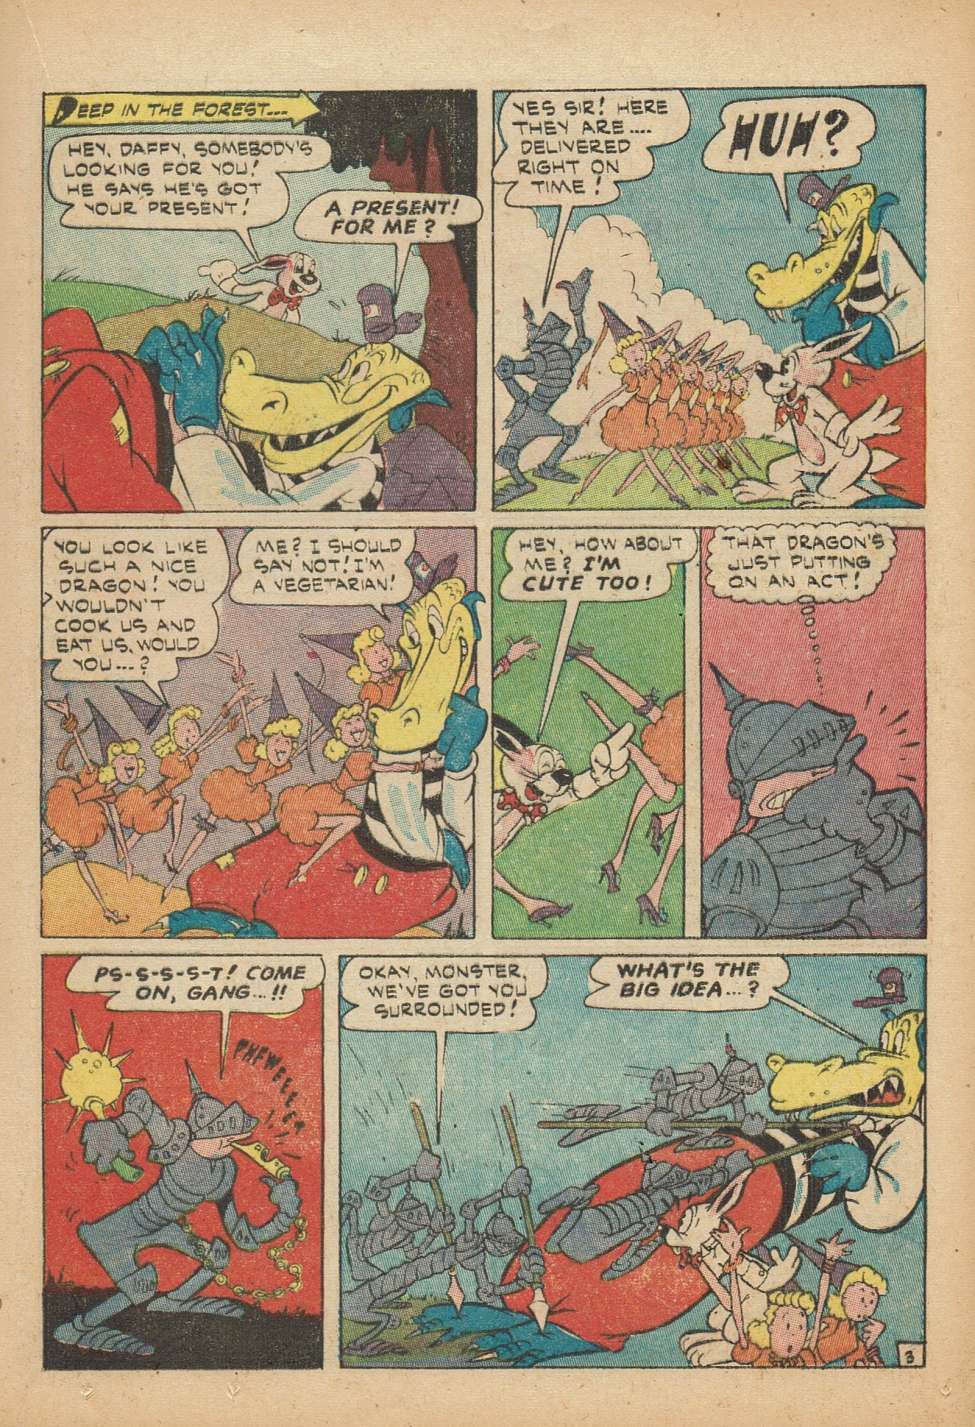 DEEP IN THE FOREST...
HEY, DAFFY, SOMEBODY'S
LOOKING FOR YOU!
HE SAYS HE'S GOT
YOUR PRESENT!
A PRESENT!
FOR ME?
YES SIR! HERE
THEY ARE....
DELIVERED
RIGHT ON
TIME!
HUH?
YOU LOOK LIKE
SUCH A NICE
DRAGON! YOU
WOULDN'T
COOK US AND
EAT US, WOULD
YOU...?
ME? I SHOULD
SAY NOT! I'M
A VEGETARIAN!
HEY, HOW ABOUT
ME? I'M
CUTE TOO!
THAT DRAGON'S
JUST PUTTING
ON AN ACT!
PS-S-S-S-T! COME
ON, GANG...!!
PHFWEEEEET
OKAY, MONSTER,
WE'VE GOT YOU
SURROUNDED!
WHAT'S THE
BIG IDEA...?
3